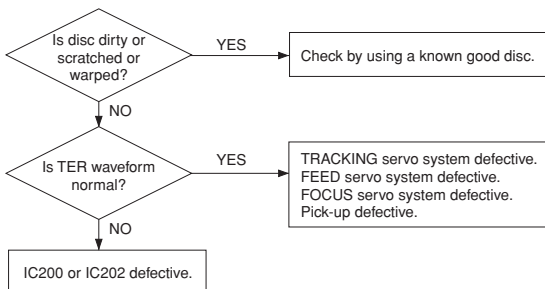 Is disc dirty or
scratched or
warped?
YES
Check by using a known good disc.
NO
Is TER waveform
normal?
YES
TRACKING servo system defective.
FEED servo system defective.
FOCUS servo system defective.
Pick-up defective.
NO
IC200 or IC202 defective.